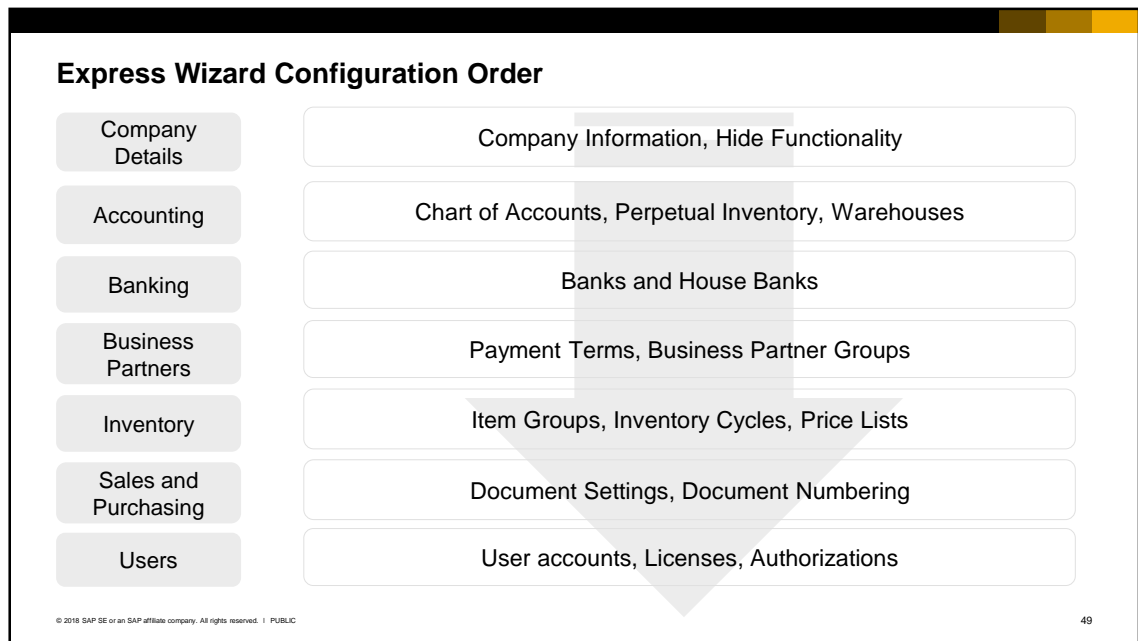 Express Wizard Configuration Order
Company
Details
Company Information, Hide Functionality
Accounting
Chart of Accounts, Perpetual Inventory, Warehouses
Banking
Banks and House Banks
Business
Partners
Payment Terms, Business Partner Groups
Inventory
Item Groups, Inventory Cycles, Price Lists
Sales and
Purchasing
Document Settings, Document Numbering
Users
User accounts, Licenses, Authorizations
© 2018 SAP SE or an SAP affiliate company. All rights reserved. ǀ PUBLIC
49